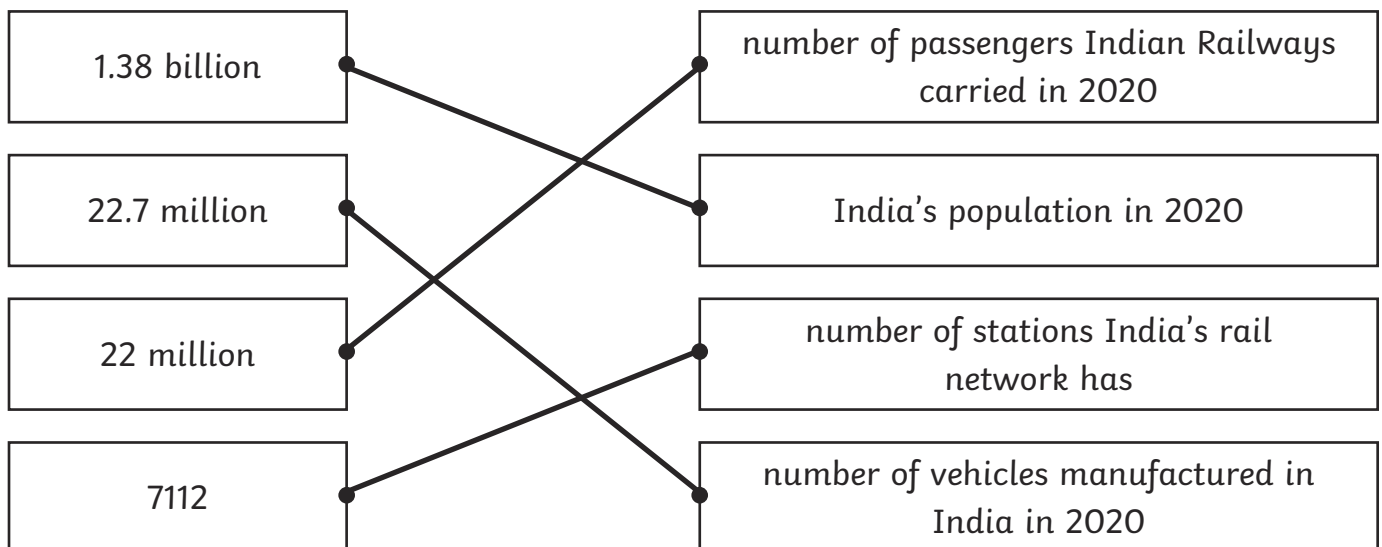 1.38 billion
number of passengers Indian Railways
carried in 2020
22.7 million
India’s population in 2020
22 million
number of stations India’s rail
network has
7112
number of vehicles manufactured in
India in 2020